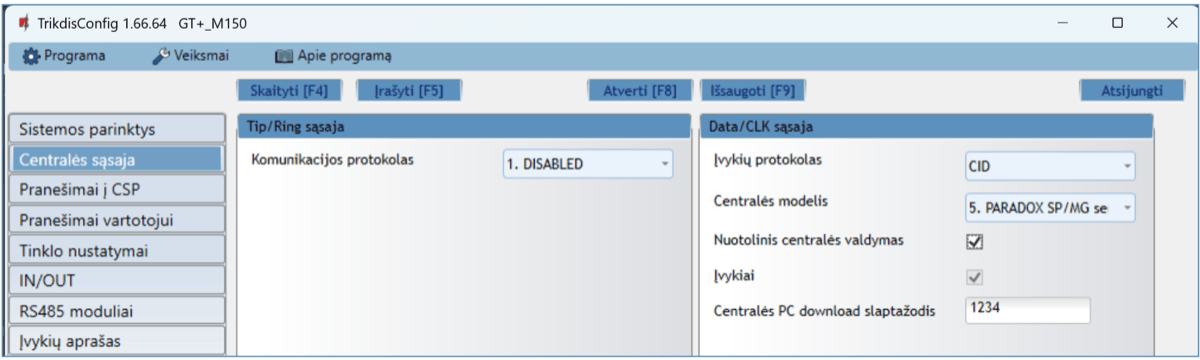 TrikdisConfig 1.66.64 GT+_M150
Programa Veiksmai Apie programą
Skaityti [F4] Įrašyti [F5] Atverti [F8] Išsaugoti [F9] Atsijungti
Sistemos parinktys
Centralės sąsaja
Pranešimai į CSP
Pranešimai vartotojui
Tinklo nustatymai
IN/OUT
RS485 moduliai
Įvykių aprašas
Tip/Ring sąsaja
Komunikacijos protokolas 1. DISABLED
Data/CLK sąsaja
Įvykių protokolas CID
Centralės modelis 5. PARADOX SP/MG se
Nuotolinis centralės valdymas
Įvykiai
Centralės PC download slaptažodis 1234